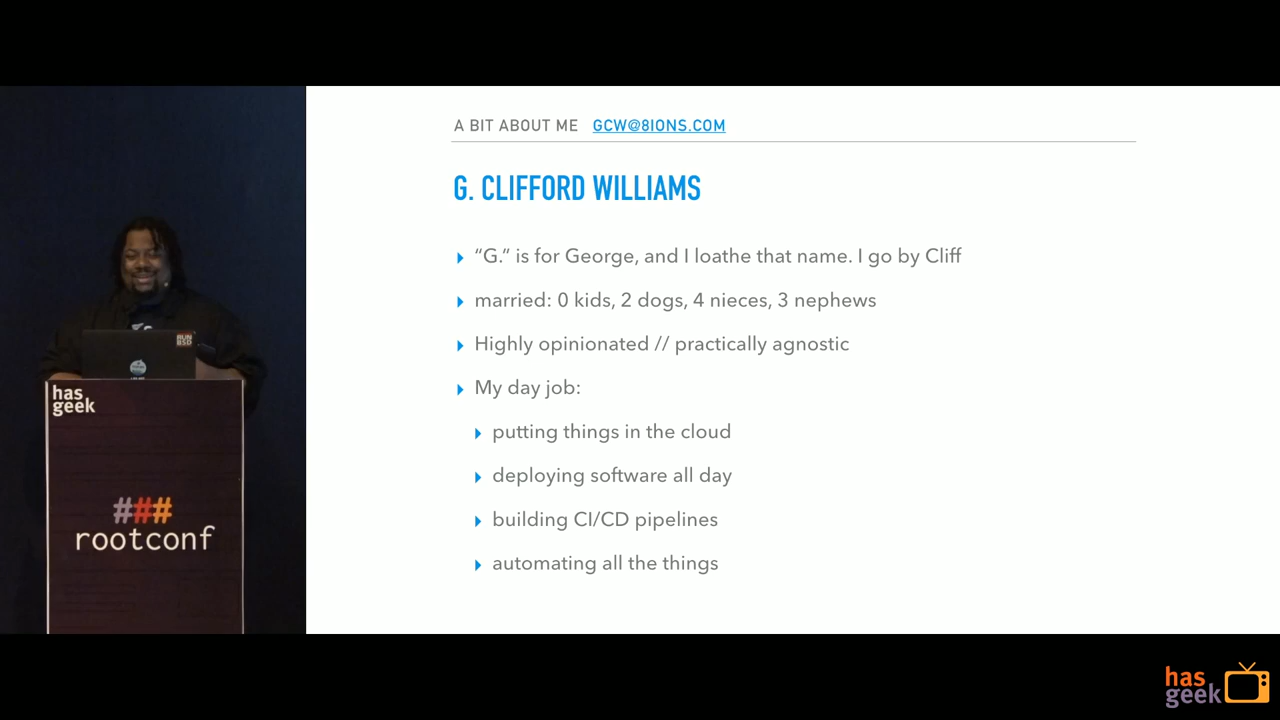 A BIT ABOUT ME GCW@8IONS.COM
G. CLIFFORD WILLIAMS
“G.” is for George, and I loathe that name. I go by Cliff
married: 0 kids, 2 dogs, 4 nieces, 3 nephews
Highly opinionated // practically agnostic
My day job:
putting things in the cloud
deploying software all day
building CI/CD pipelines
automating all the things
RUN
BSD
has
geek
###
rootconf
has
geek